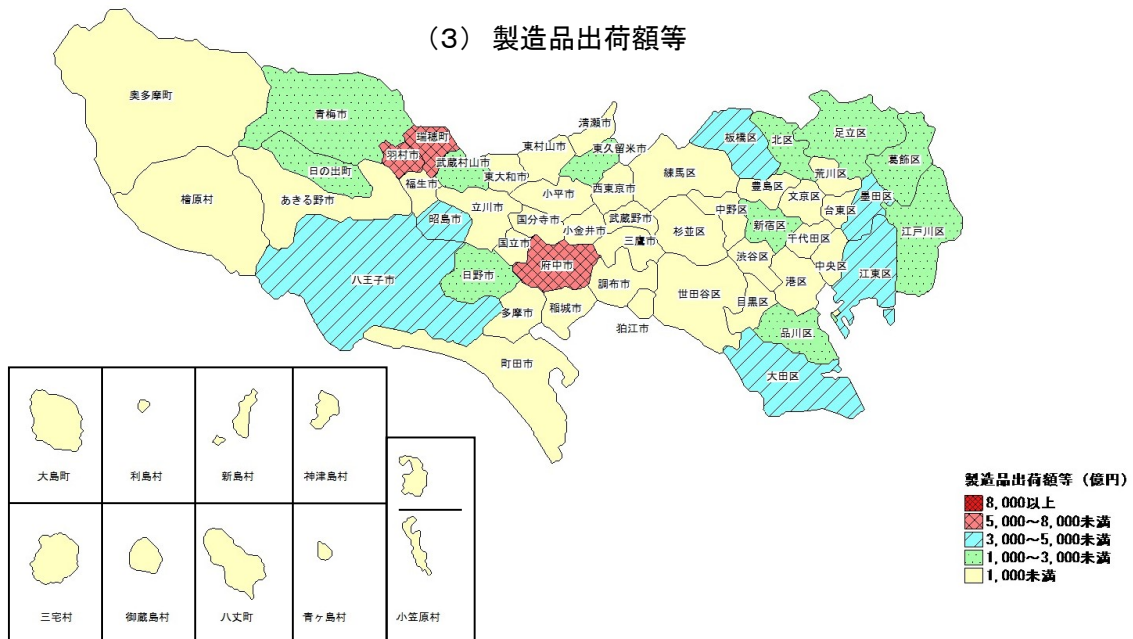 （3） 製造品出荷額等
奥多摩町
青梅市
瑞穂町
羽村市
日の出町
武蔵村山市
檜原村
あきる野市
福生市
東大和市
東村山市
清瀬市
東久留米市
昭島市
立川市
小平市
西東京市
国分寺市
小金井市
武蔵野市
三鷹市
国立市
府中市
八王子市
日野市
多摩市
稲城市
調布市
狛江市
町田市
練馬区
板橋区
北区
足立区
葛飾区
荒川区
豊島区
文京区
台東区
墨田区
江戸川区
中野区
杉並区
新宿区
千代田区
渋谷区
中央区
江東区
港区
世田谷区
目黒区
品川区
大田区
大島町
利島村
新島村
神津島村
三宅村
御蔵島村
八丈町
青ヶ島村
小笠原村
製造品出荷額等（億円）
8,000以上
5,000～8,000未満
3,000～5,000未満
1,000～3,000未満
1,000未満